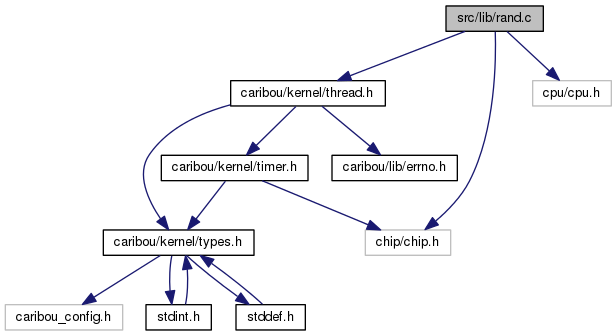 src/lib/rand.c
caribou/kernel/thread.h
cpu/cpu.h
caribou/kernel/timer.h
caribou/lib/errno.h
caribou/kernel/types.h
chip/chip.h
caribou_config.h
stdint.h
stddef.h